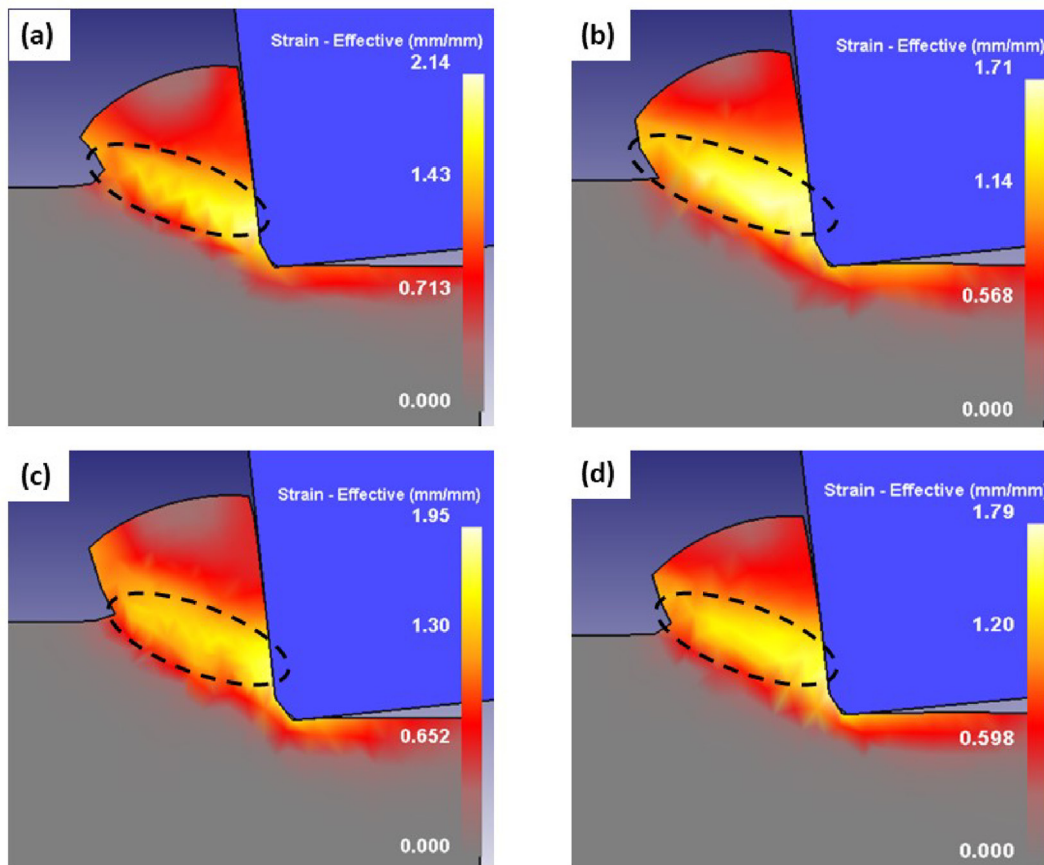 (a)
Strain - Effective (mm/mm)
2.14
1.43
0.713
0.000
(b)
Strain - Effective (mm/mm)
1.71
1.14
0.568
0.000
(c)
Strain - Effective (mm/mm)
1.95
1.30
0.652
0.000
(d)
Strain - Effective (mm/mm)
1.79
1.20
0.598
0.000